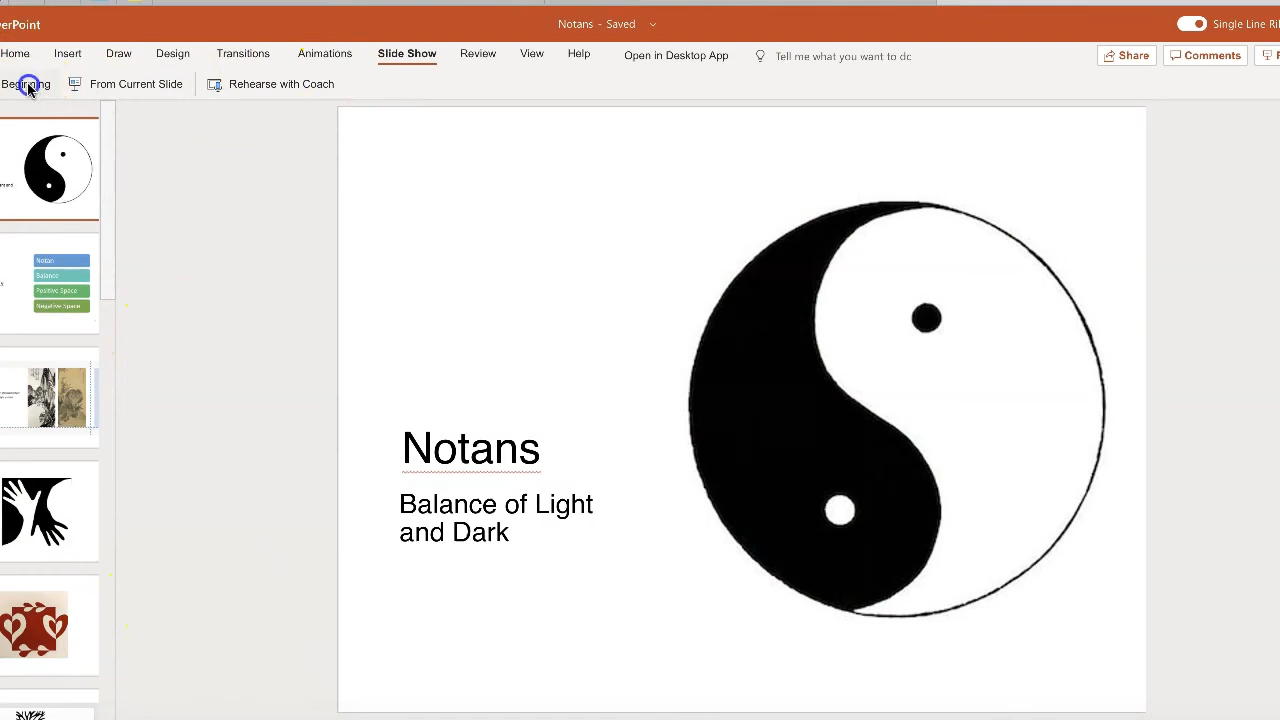 erPoint
Notans - Saved
Single Line Ri
Home Insert Draw Design Transitions Animations Slide Show Review View Help Open in Desktop App Tell me what you want to dc
Share Comments
Beginning From Current Slide Rehearse with Coach
Notan
Balance
Positive Space
Negative Space
Notans
Balance of Light
and Dark